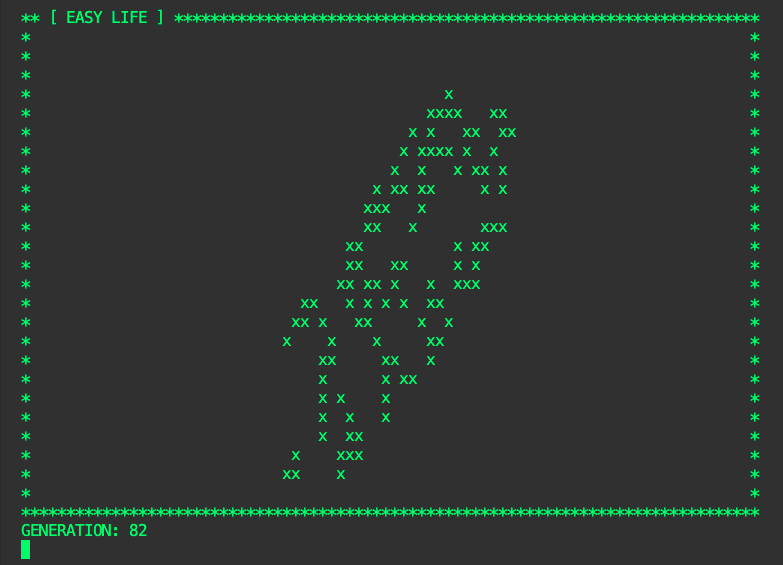 ** [ EASY LIFE ] *****************************************************************
*                                                                                *
*                                                                                *
*                                                                                *
*                                              x                                 *
*                                            xxxx   xx                           *
*                                          x x   xx  xx                          *
*                                         x xxxx x  x                            *
*                                        x  x   x xx x                           *
*                                      x xx xx     x x                           *
*                                     xxx   x                                    *
*                                     xx   x       xxx                           *
*                                   xx          x xx                             *
*                                   xx   xx     x x                              *
*                                  xx xx x   x  xxx                              *
*                              xx   x x x x  xx                                  *
*                             xx x   xx     x  x                                 *
*                            x    x    x     xx                                  *
*                                xx     xx   x                                   *
*                                x      x xx                                     *
*                                x x    x                                        *
*                                x  x   x                                        *
*                                x  xx                                           *
*                             x    xxx                                           *
*                            xx    x                                             *
*                                                                                *
**********************************************************************************
GENERATION: 82